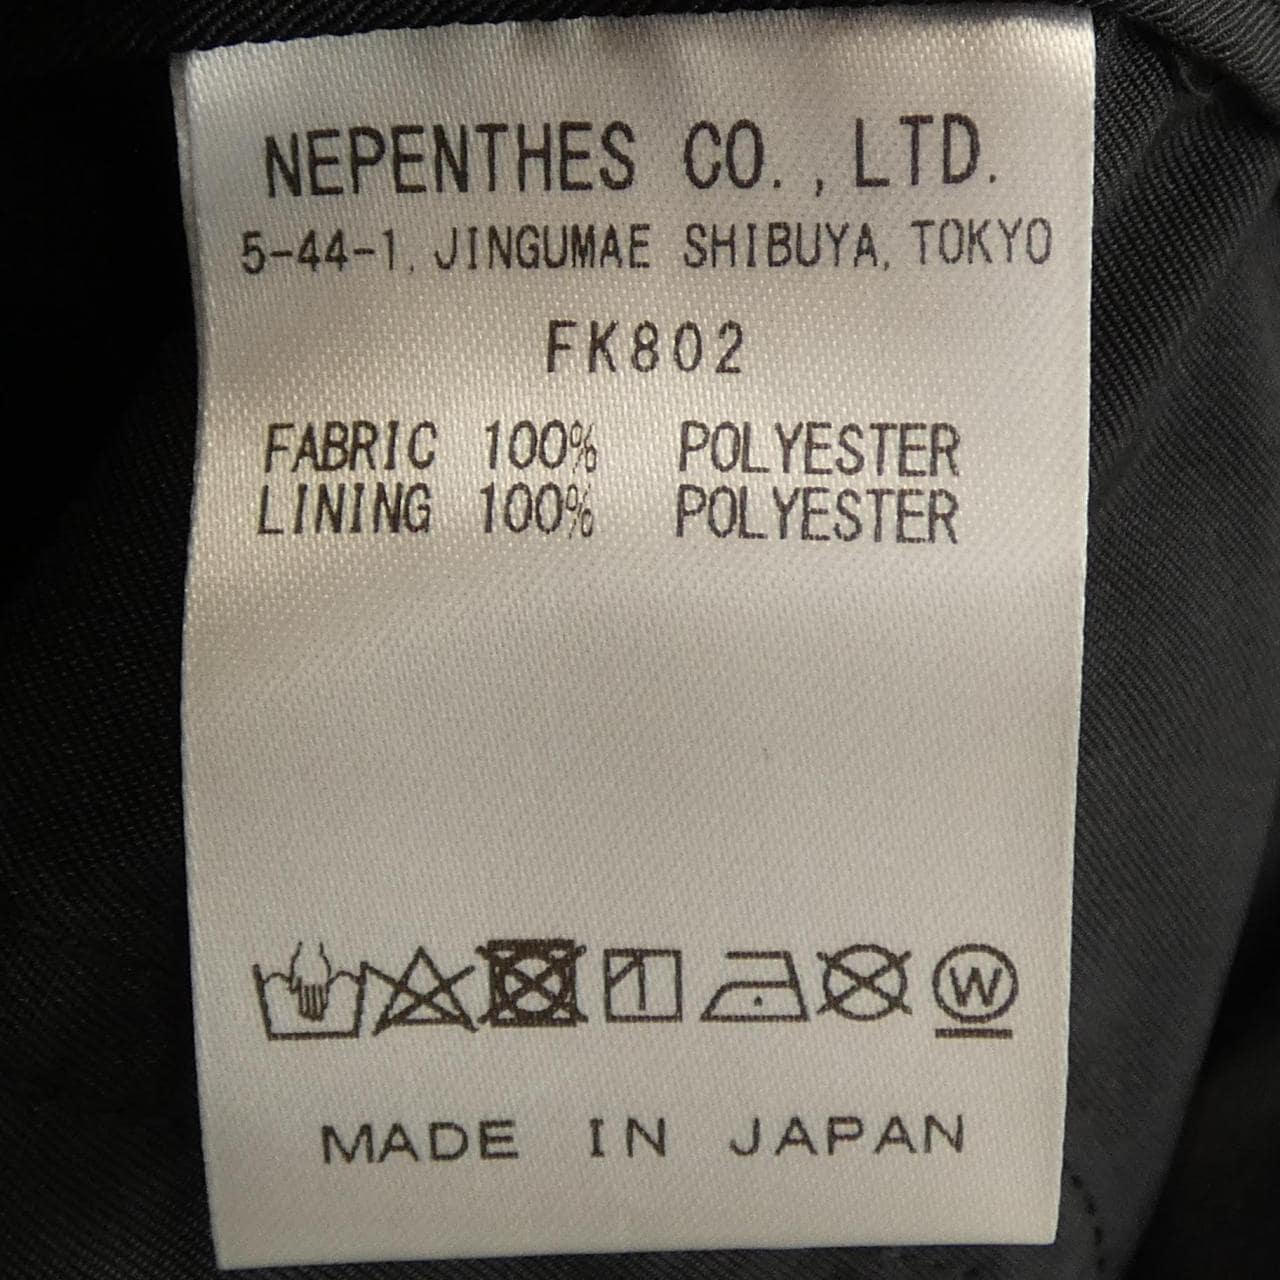 NEPENTHES CO., LTD.
5-44-1, JINGUMAE SHIBUYA, TOKYO
FK802
FABRIC 100% POLYESTER
LINING 100% POLYESTER
W
MADE IN JAPAN